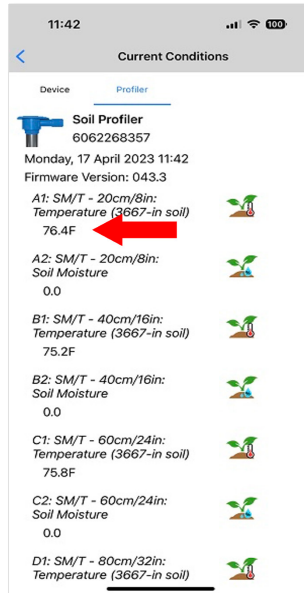 11:42
100
Current Conditions
Device
Profiler
Soil Profiler
6062268357
Monday, 17 April 2023 11:42
Firmware Version: 043.3
A1: SM/T - 20cm/8in:
Temperature (3667-in soil)
76.4F
A2: SM/T - 20cm/8in:
Soil Moisture
0.0
B1: SM/T - 40cm/16in:
Temperature (3667-in soil)
75.2F
B2: SM/T - 40cm/16in:
Soil Moisture
0.0
C1: SM/T - 60cm/24in:
Temperature (3667-in soil)
75.8F
C2: SM/T - 60cm/24in:
Soil Moisture
0.0
D1: SM/T - 80cm/32in:
Temperature (3667-in soil)